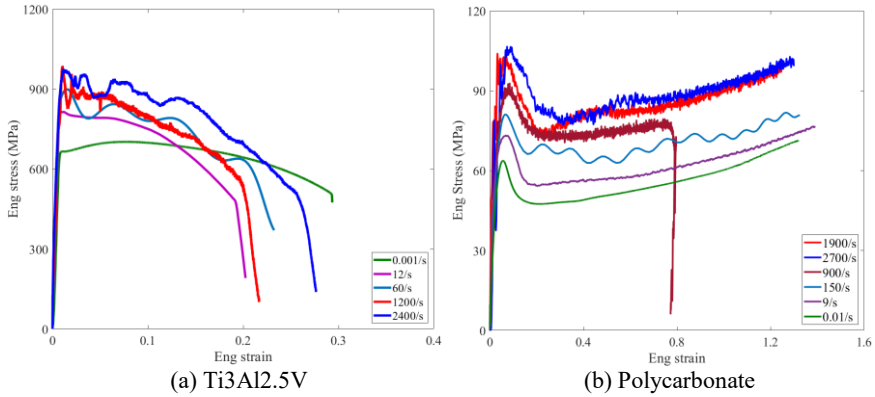 1200
900
600
300
0
0
0.1
0.2
0.3
0.4
Eng stress (MPa)
Eng strain
0.001/s
12/s
60/s
1200/s
2400/s
(a) Ti3Al2.5V
120
90
60
30
0
0
0.4
0.8
1.2
1.6
Eng Stress (MPa)
Eng strain
1900/s
2700/s
900/s
150/s
9/s
0.01/s
(b) Polycarbonate